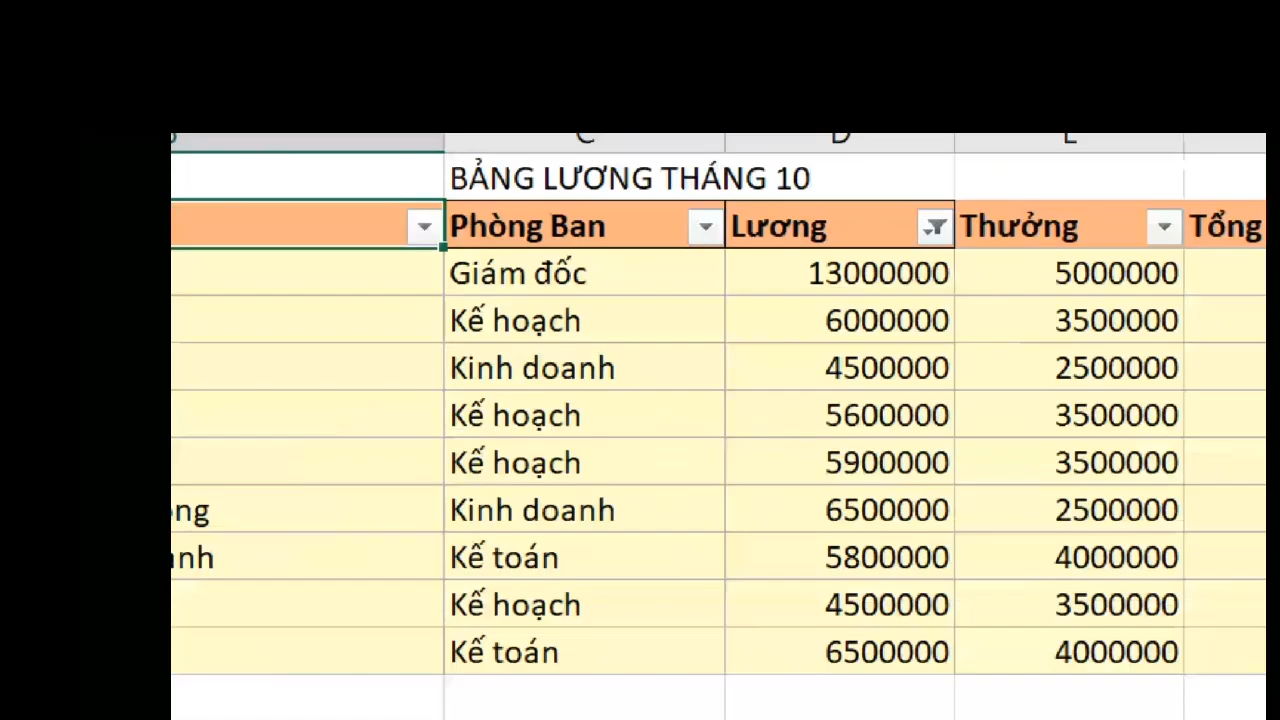 BẢNG LƯƠNG THÁNG 10
Phòng Ban Lương Thưởng Tổng
Giám đốc 13000000 5000000
Kế hoạch 6000000 3500000
Kinh doanh 4500000 2500000
Kế hoạch 5600000 3500000
Kế hoạch 5900000 3500000
ong Kinh doanh 6500000 2500000
anh Kế toán 5800000 4000000
Kế hoạch 4500000 3500000
Kế toán 6500000 4000000